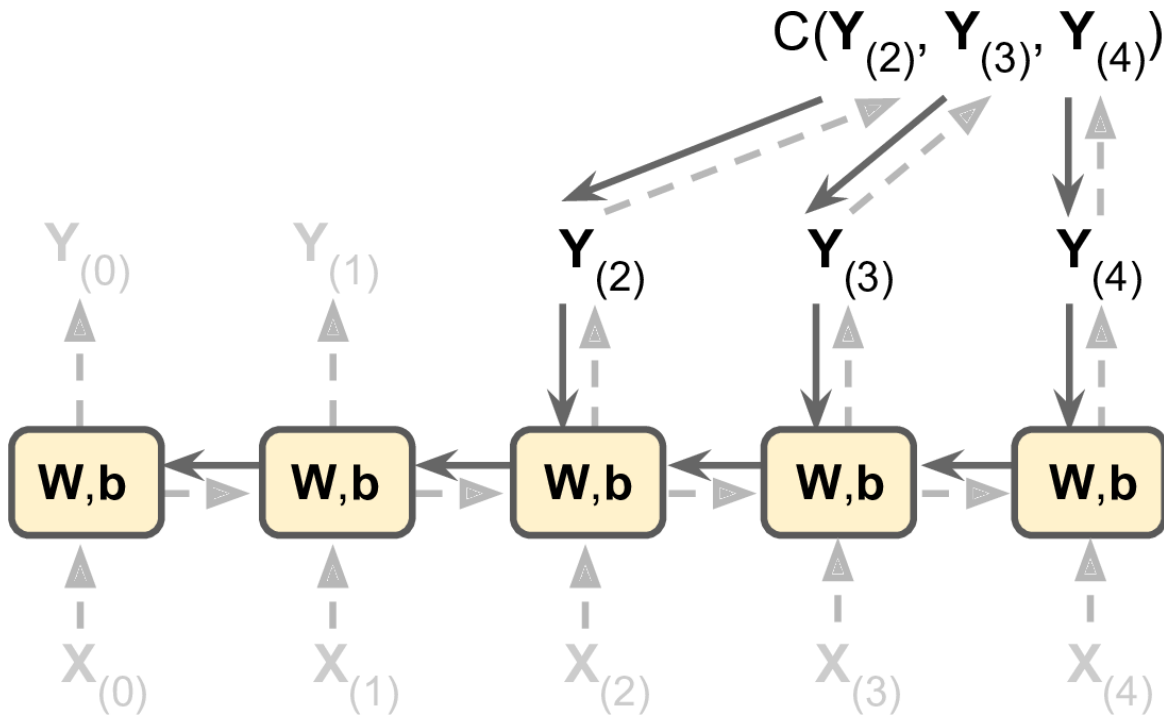 C(Y(2), Y(3), Y(4))
Y(0) Y(1) Y(2) Y(3) Y(4)
W,b W,b W,b W,b W,b
X(0) X(1) X(2) X(3) X(4)